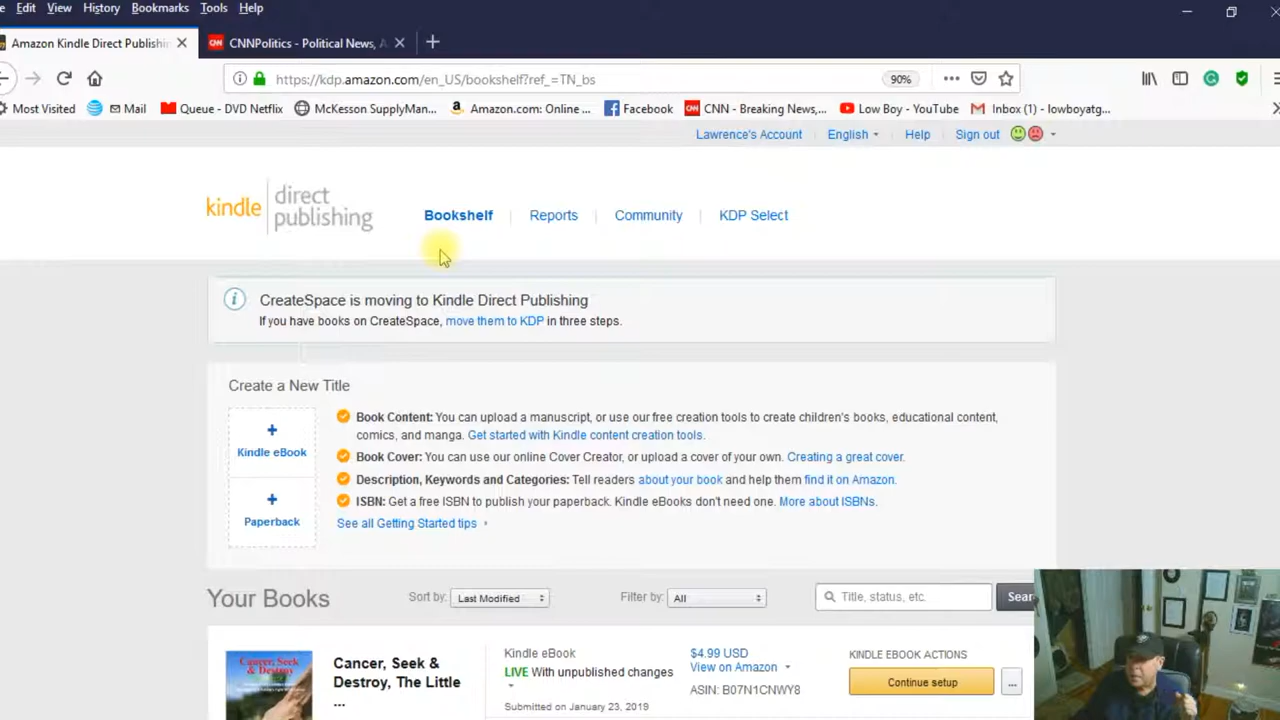 Edit View History Bookmarks Tools Help
Amazon Kindle Direct Publishin CNNPolitics - Political News, A
https://kdp.amazon.com/en_US/bookshelf?ref_=TN_bs 90%
Most Visited Mail Queue - DVD Netflix McKesson SupplyMan... Amazon.com: Online ... Facebook CNN - Breaking News,... Low Boy - YouTube Inbox (1) - lowboyatg...
Lawrence's Account English Help Sign out
kindle direct publishing
Bookshelf Reports Community KDP Select
CreateSpace is moving to Kindle Direct Publishing
If you have books on CreateSpace, move them to KDP in three steps.
Create a New Title
Kindle eBook
Paperback
Book Content: You can upload a manuscript, or use our free creation tools to create children's books, educational content,
comics, and manga. Get started with Kindle content creation tools.
Book Cover: You can use our online Cover Creator, or upload a cover of your own. Creating a great cover.
Description, Keywords and Categories: Tell readers about your book and help them find it on Amazon.
ISBN: Get a free ISBN to publish your paperback. Kindle eBooks don't need one. More about ISBNs.
See all Getting Started tips
Your Books Sort by: Last Modified Filter by: All Title, status, etc. Sear
Cancer, Seek & Destroy
Cancer, Seek &
Destroy, The Little
...
Kindle eBook
LIVE With unpublished changes
Submitted on January 23, 2019
$4.99 USD
View on Amazon
ASIN: B07N1CNWY8
KINDLE EBOOK ACTIONS
Continue setup ...